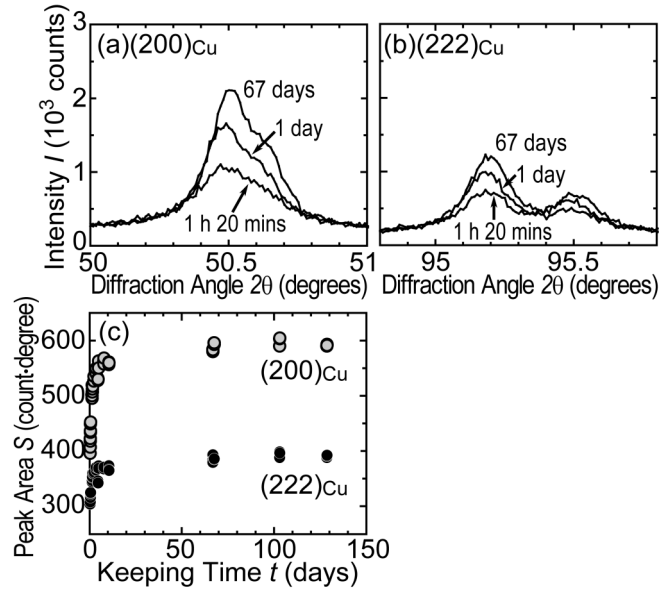 (a)(200)Cu
(b)(222)Cu
3
2
1
0
Intensity I (10³ counts)
67 days
1 day
1 h 20 mins
67 days
1 day
1 h 20 mins
50 50.5 51
95 95.5
Diffraction Angle 2θ (degrees)
Diffraction Angle 2θ (degrees)
(c)
600
500
400
300
Peak Area S (count·degree)
(200)Cu
(222)Cu
0 50 100 150
Keeping Time t (days)